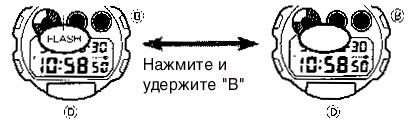 FLASH
30
10:58 50
D
B
Нажмите и
удержите "B"
30
10:58 50
B
D